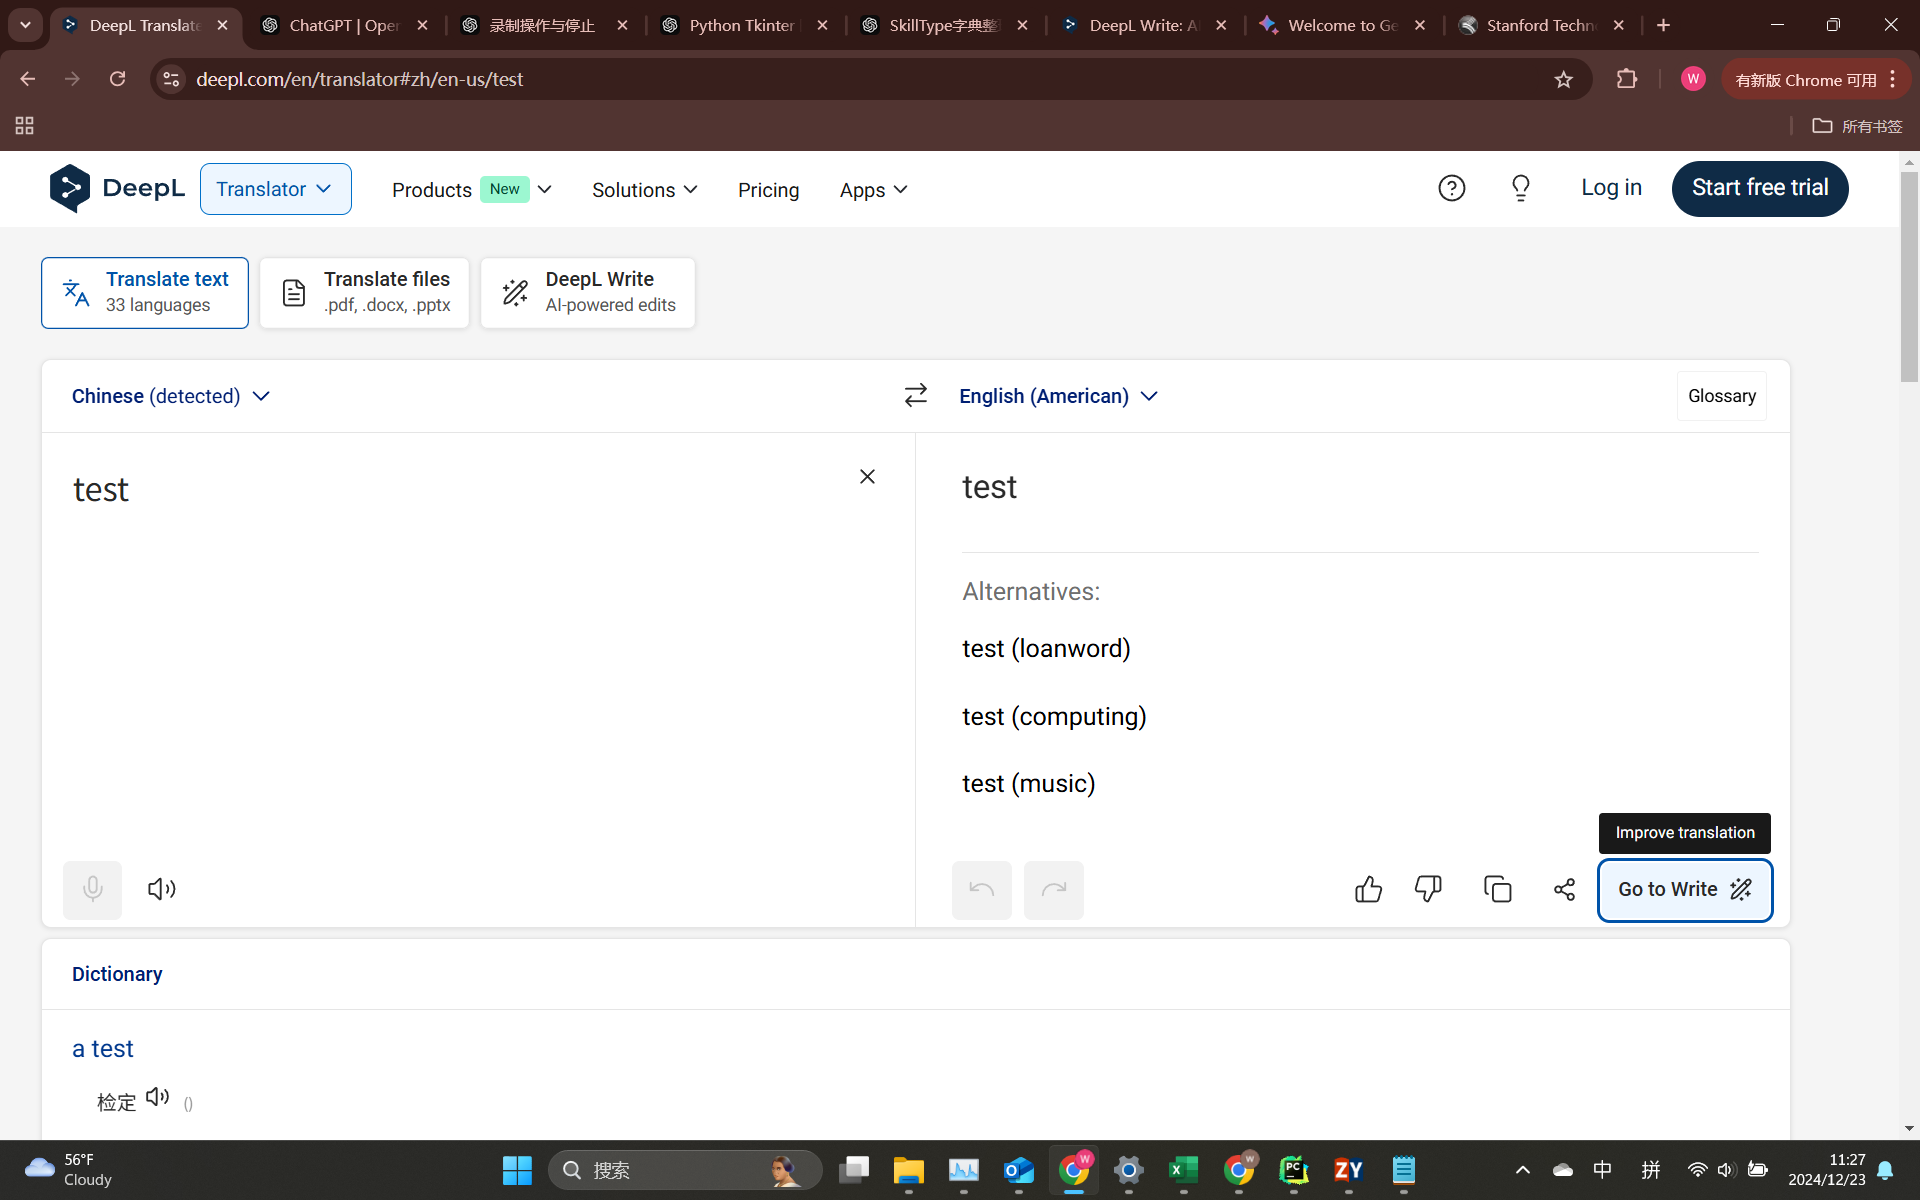 DeepL Translate
ChatGPT | Oper
录制操作与停止
Python Tkinter
SkillType字典整
DeepL Write: A
Welcome to Ge
Stanford Techn
deepl.com/en/translator#zh/en-us/test
W
有新版 Chrome 可用
所有书签
DeepL
Translator
Products New
Solutions
Pricing
Apps
Log in
Start free trial
Translate text
33 languages
Translate files
.pdf, .docx, .pptx
DeepL Write
AI-powered edits
Chinese (detected)
English (American)
Glossary
test
test
Alternatives:
test (loanword)
test (computing)
test (music)
Improve translation
Go to Write
Dictionary
a test
检定 ()
56°F
Cloudy
搜索
中
拼
11:27
2024/12/23